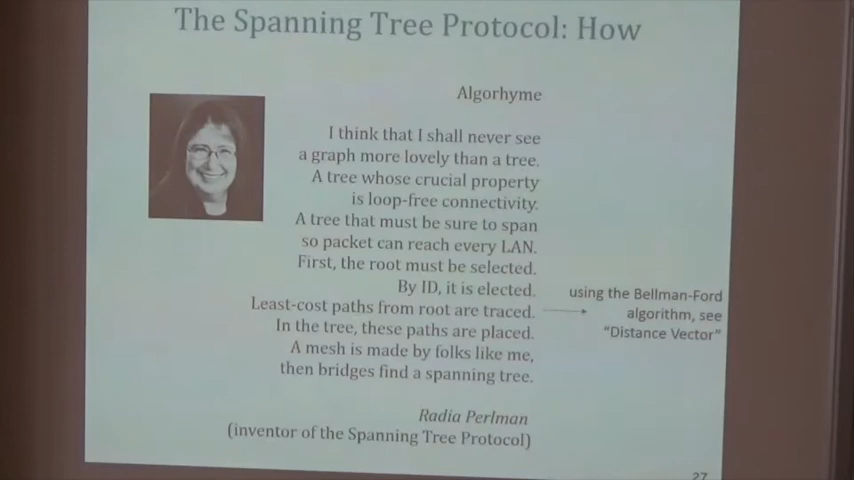 The Spanning Tree Protocol: How
Algorhyme
I think that I shall never see
a graph more lovely than a tree.
A tree whose crucial property
is loop-free connectivity.
A tree that must be sure to span
so packet can reach every LAN.
First, the root must be selected.
By ID, it is elected.
Least-cost paths from root are traced.
In the tree, these paths are placed.
A mesh is made by folks like me,
then bridges find a spanning tree.
Radia Perlman
(inventor of the Spanning Tree Protocol)
using the Bellman-Ford
algorithm, see
"Distance Vector"
27